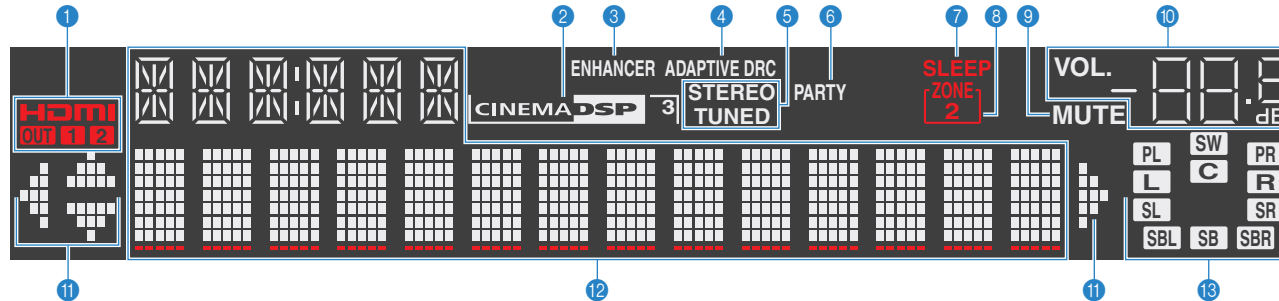 1 2 3 4 5 6 7 8 9 10
ENHANCER ADAPTIVE DRC SLEEP VOL.
HDMI CINEMA DSP 3 STEREO PARTY ZONE
OUT 1 2 TUNED 2 MUTE dB
PL SW PR
L C R
SL SR
SBL SB SBR
11 12 11 13